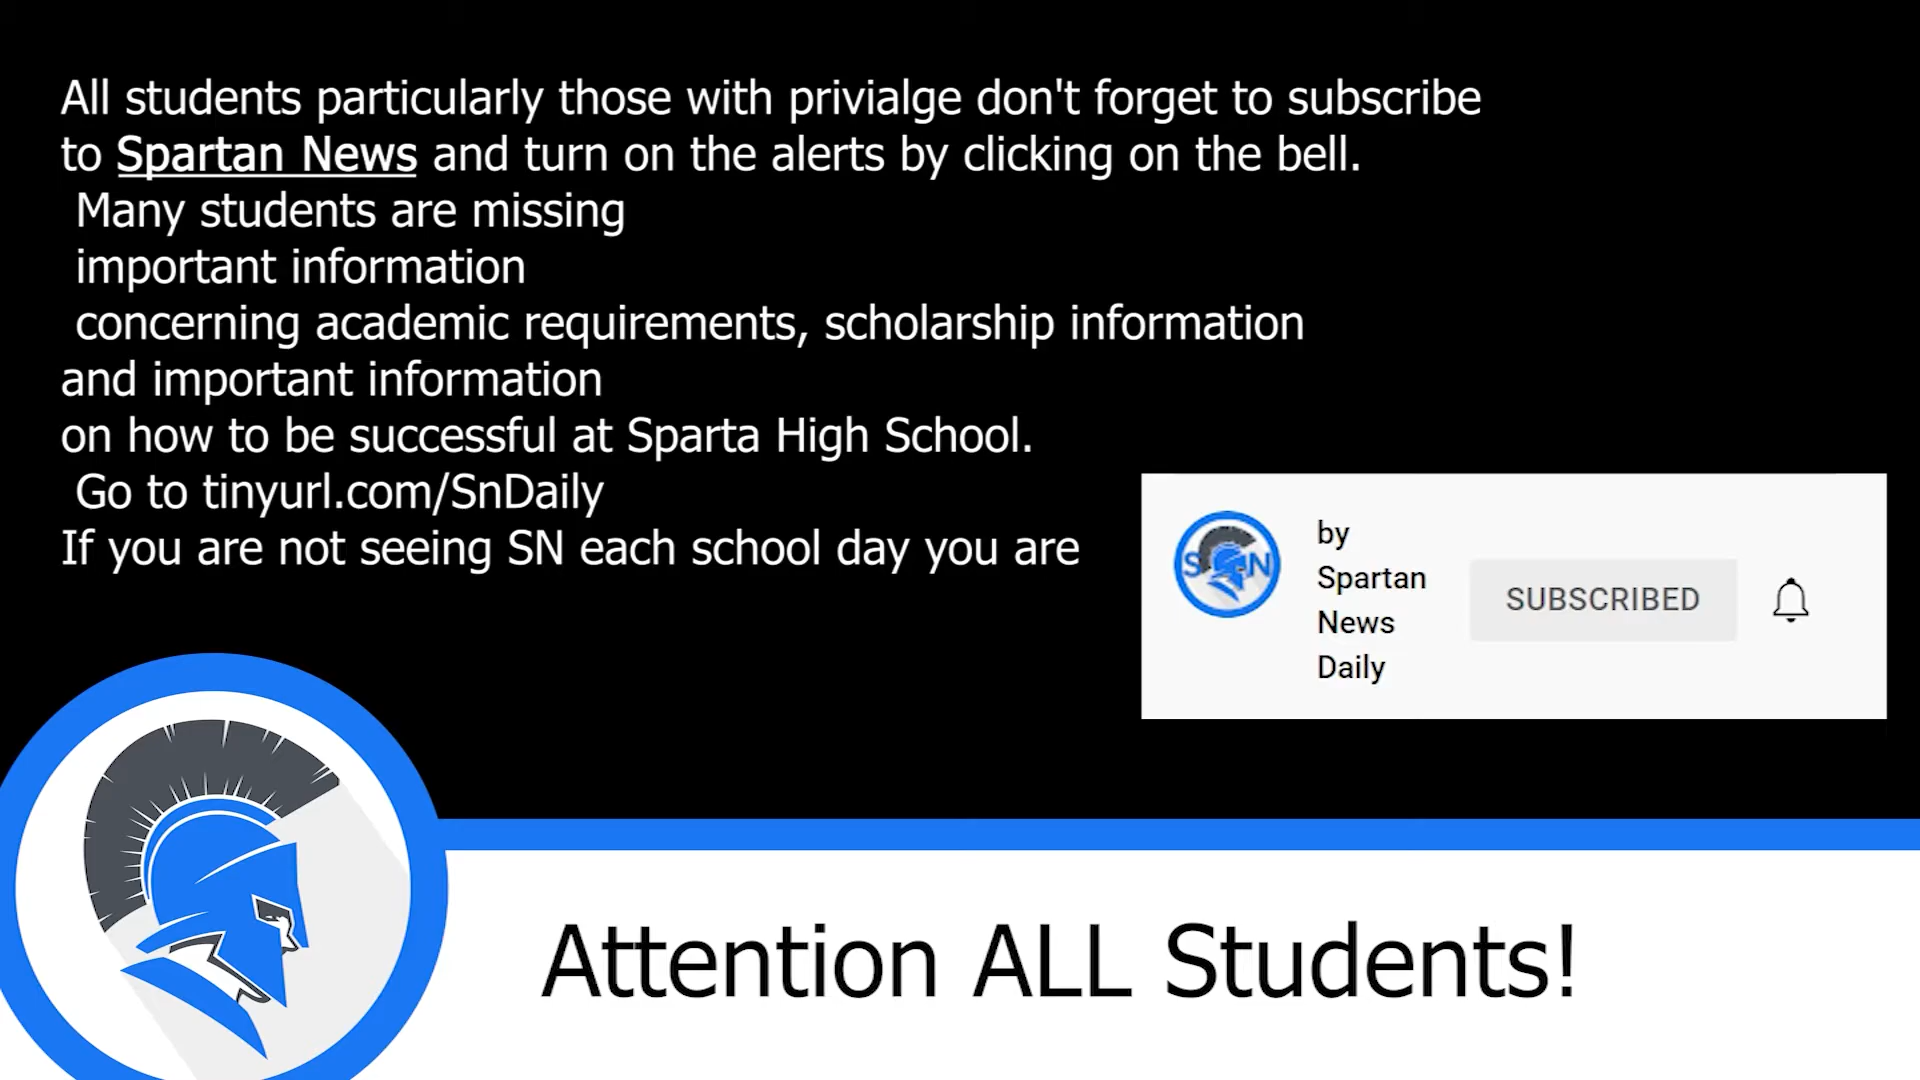 All students particularly those with privialge don't forget to subscribe
to Spartan News and turn on the alerts by clicking on the bell.
Many students are missing
important information
concerning academic requirements, scholarship information
and important information
on how to be successful at Sparta High School.
Go to tinyurl.com/SnDaily
If you are not seeing SN each school day you are
S N
by
Spartan
News
Daily
SUBSCRIBED
Attention ALL Students!